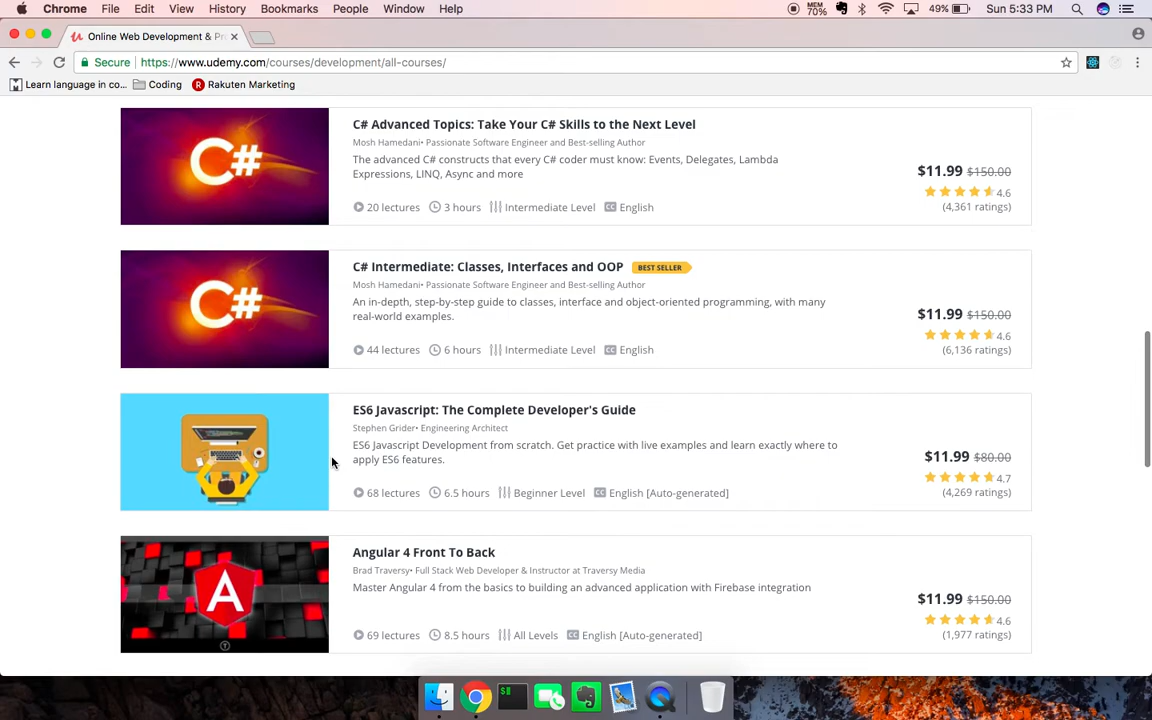 Chrome File Edit View History Bookmarks People Window Help MEM 70% 49% Sun 5:33 PM
Online Web Development & Pr
Secure https://www.udemy.com/courses/development/all-courses/
Learn language in co... Coding Rakuten Marketing
C#
C# Advanced Topics: Take Your C# Skills to the Next Level
Mosh Hamedani• Passionate Software Engineer and Best-selling Author
The advanced C# constructs that every C# coder must know: Events, Delegates, Lambda
Expressions, LINQ, Async and more
20 lectures 3 hours Intermediate Level CC English
$11.99 $150.00
4.6
(4,361 ratings)
C#
C# Intermediate: Classes, Interfaces and OOP BEST SELLER
Mosh Hamedani• Passionate Software Engineer and Best-selling Author
An in-depth, step-by-step guide to classes, interface and object-oriented programming, with many
real-world examples.
44 lectures 6 hours Intermediate Level CC English
$11.99 $150.00
4.6
(6,136 ratings)
ES6 Javascript: The Complete Developer's Guide
Stephen Grider• Engineering Architect
ES6 Javascript Development from scratch. Get practice with live examples and learn exactly where to
apply ES6 features.
68 lectures 6.5 hours Beginner Level CC English [Auto-generated]
$11.99 $80.00
4.7
(4,269 ratings)
A
Angular 4 Front To Back
Brad Traversy• Full Stack Web Developer & Instructor at Traversy Media
Master Angular 4 from the basics to building an advanced application with Firebase integration
69 lectures 8.5 hours All Levels CC English [Auto-generated]
$11.99 $150.00
4.6
(1,977 ratings)